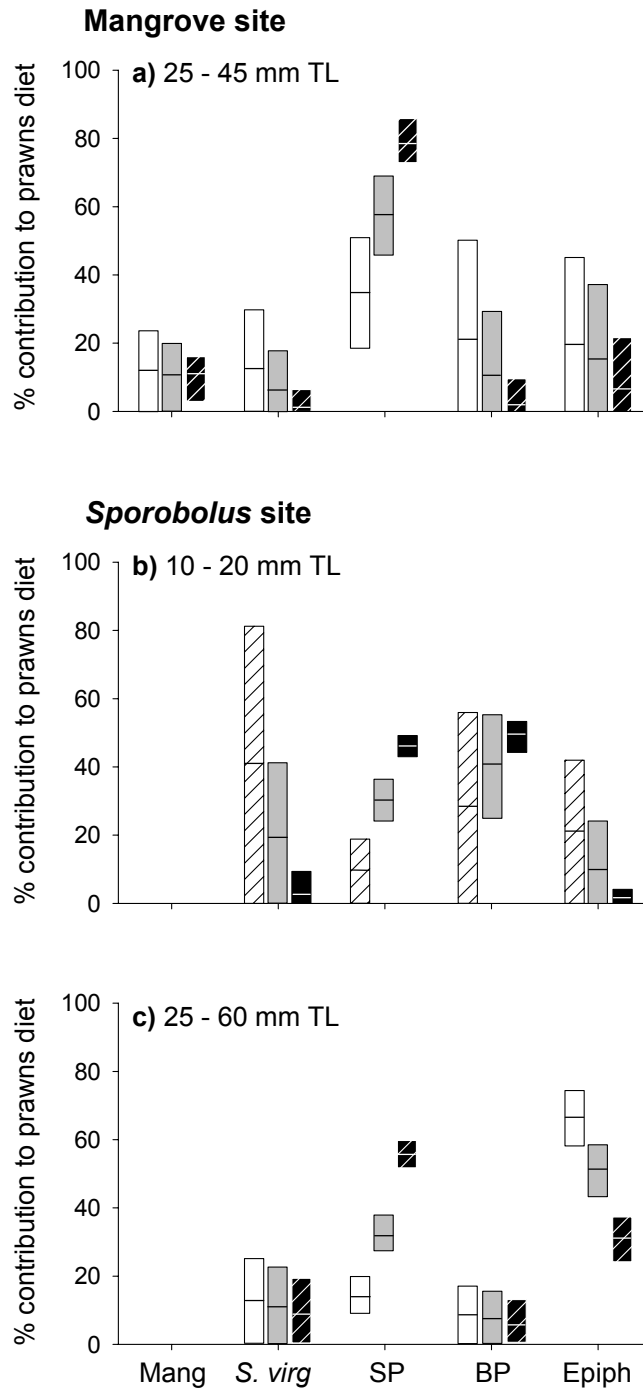 Mangrove site
a) 25 - 45 mm TL
% contribution to prawns diet
100
80
60
40
20
0
Sporobolus site
b) 10 - 20 mm TL
% contribution to prawns diet
100
80
60
40
20
0
c) 25 - 60 mm TL
% contribution to prawns diet
100
80
60
40
20
0
Mang S. virg SP BP Epiph